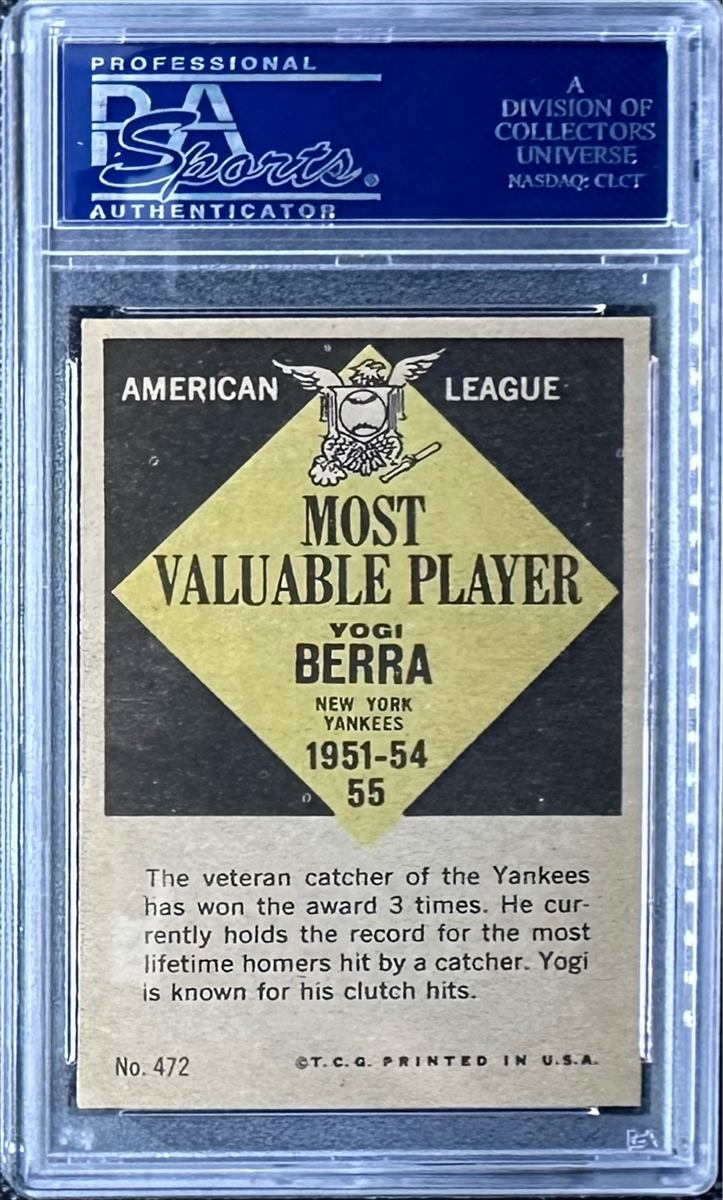 PROFESSIONAL
PSA
Sports.
AUTHENTICATOR
A
DIVISION OF
COLLECTORS
UNIVERSE
NASDAQ: CLCT
AMERICAN LEAGUE
MOST
VALUABLE PLAYER
YOGI
BERRA
NEW YORK
YANKEES
1951-54
55
The veteran catcher of the Yankees
has won the award 3 times. He cur-
rently holds the record for the most
lifetime homers hit by a catcher. Yogi
is known for his clutch hits.
No. 472 ©T.C.G. PRINTED IN U.S.A.